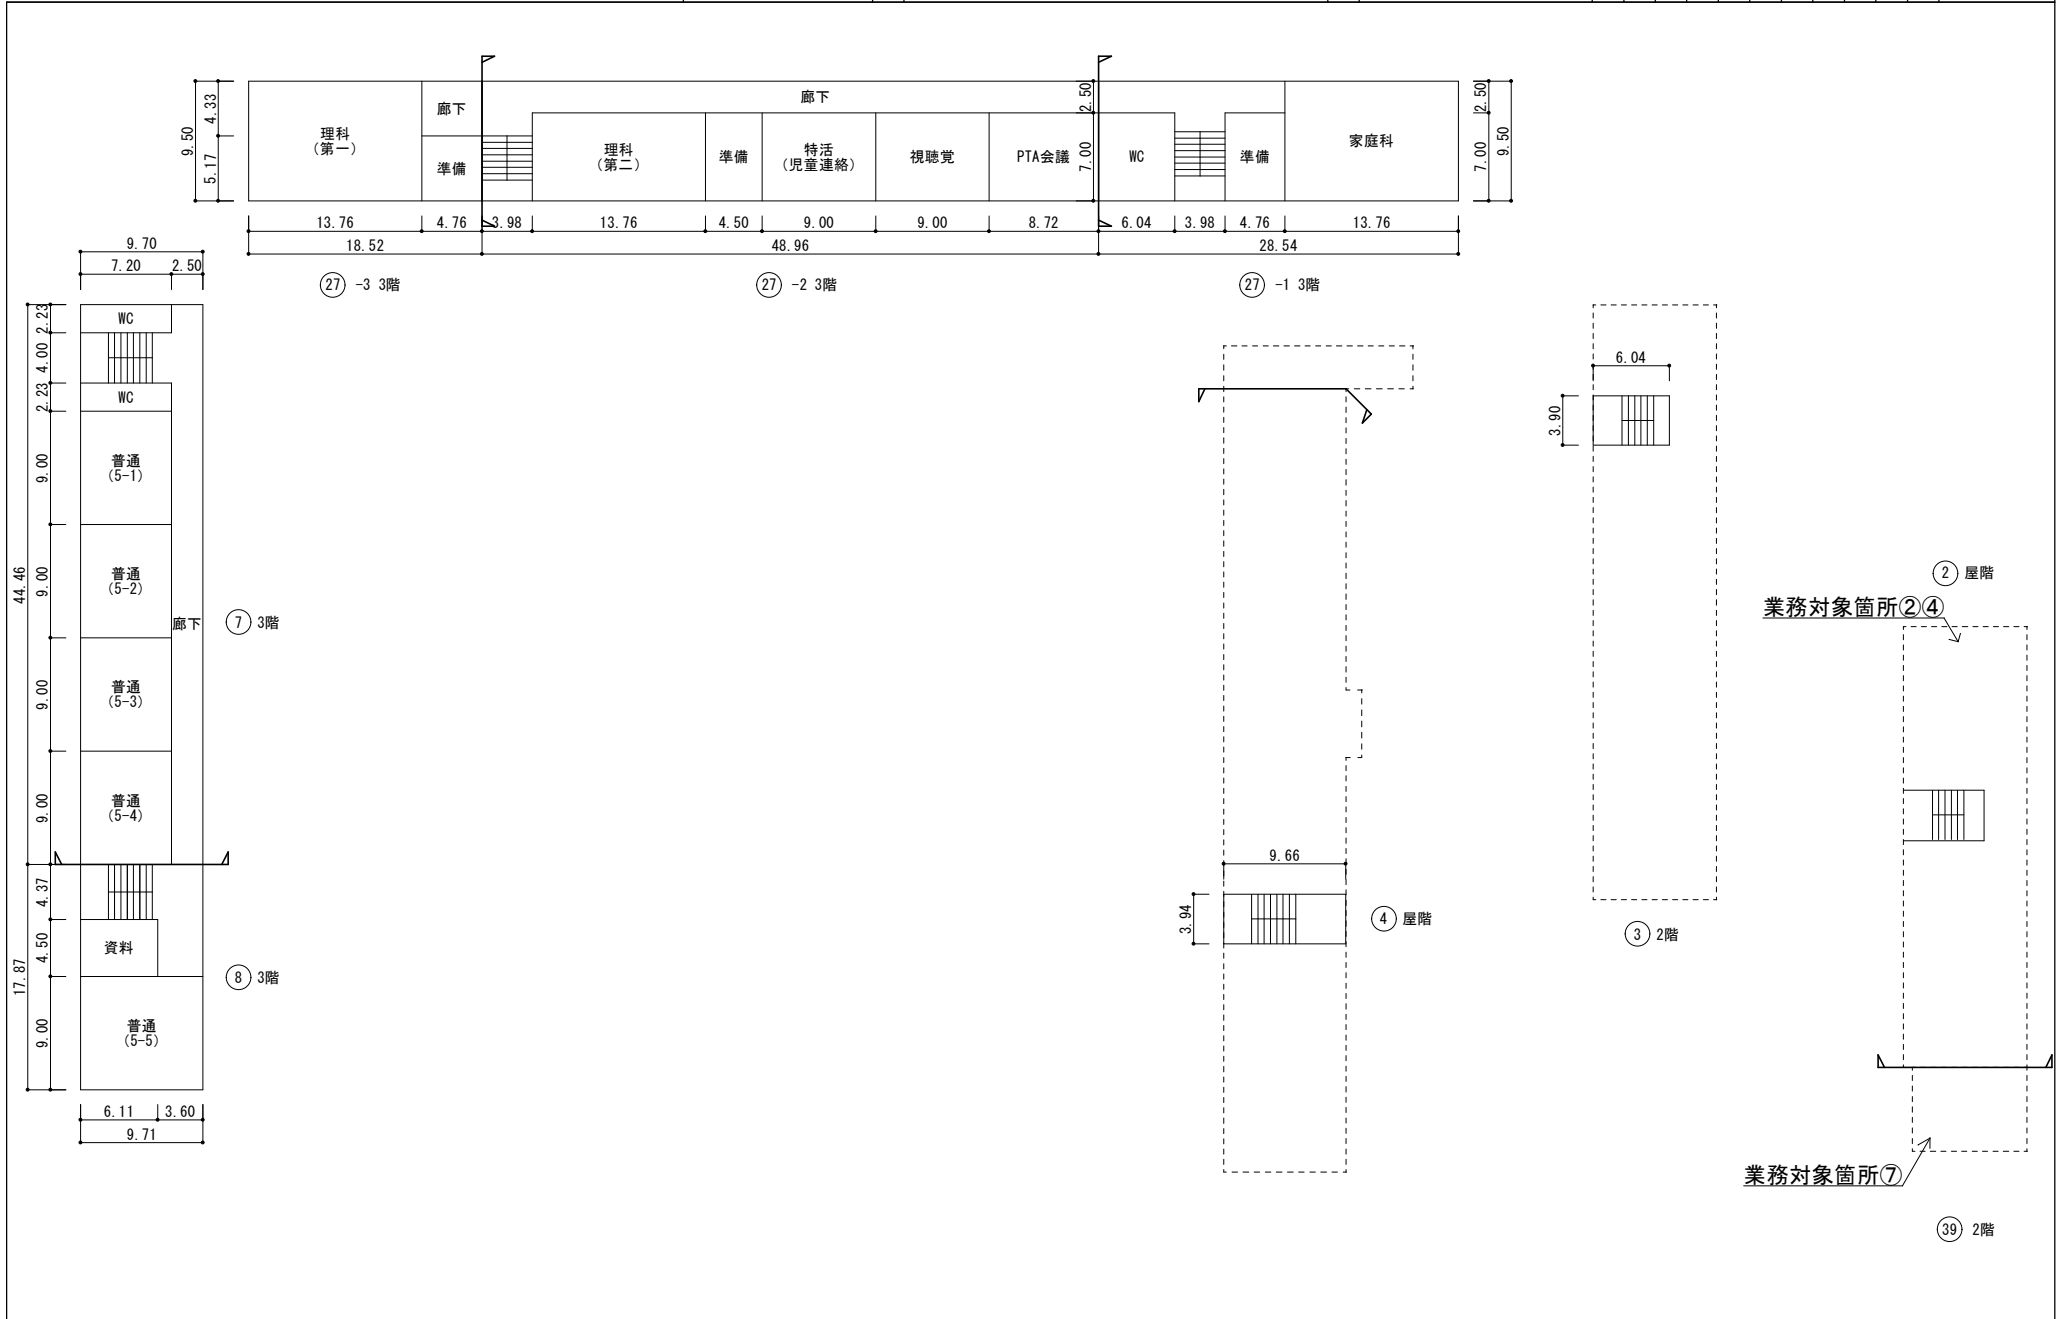 廊下
2.50
2.50
4.33
廊下
9.50
理科
(第一)
家庭科
9.50
理科
(第二)
準備
特活
(児童連絡)
視聴覚
PTA会議
7.00
WC
準備
7.00
5.17
準備
13.76
4.76
3.98
13.76
4.50
9.00
9.00
8.72
6.04
3.98
4.76
13.76
18.52
48.96
28.54
27 -3 3階
27 -2 3階
27 -1 3階
9.70
7.20
2.50
2.23
WC
4.00
2.23
WC
9.00
普通
(5-1)
44.46
9.00
普通
(5-2)
廊下
7 3階
9.00
普通
(5-3)
9.00
普通
(5-4)
4.37
4.50
資料
17.87
8 3階
9.00
普通
(5-5)
6.11
3.60
9.71
9.66
3.94
4 屋階
6.04
3.90
3 2階
2 屋階
業務対象箇所②④
業務対象箇所⑦
39 2階